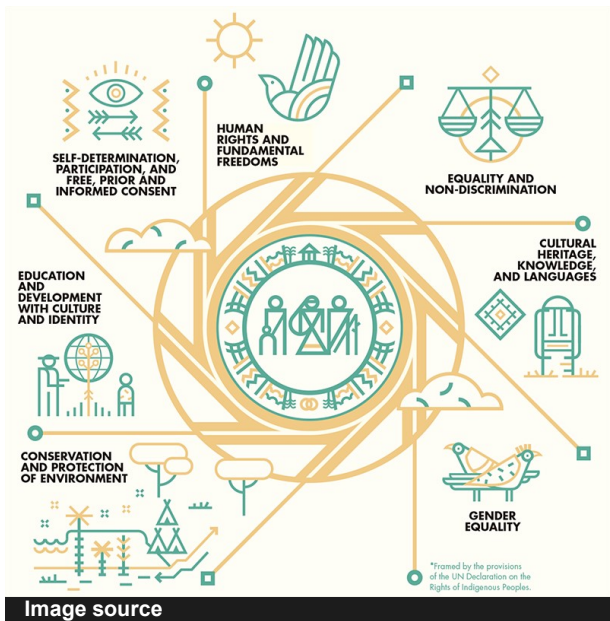 HUMAN
RIGHTS AND
FUNDAMENTAL
FREEDOMS
SELF-DETERMINATION,
PARTICIPATION, AND
FREE, PRIOR AND
INFORMED CONSENT
EQUALITY AND
NON-DISCRIMINATION
CULTURAL
HERITAGE,
KNOWLEDGE,
AND LANGUAGES
EDUCATION
AND
DEVELOPMENT
WITH CULTURE
AND IDENTITY
CONSERVATION
AND PROTECTION
OF ENVIRONMENT
GENDER
EQUALITY
*Framed by the provisions
of the UN Declaration on the
Rights of Indigenous Peoples.
Image source